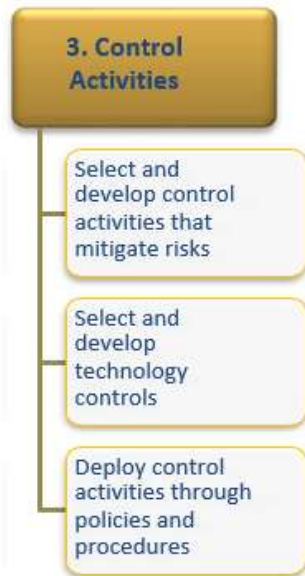 3. Control
Activities
Select and
develop control
activities that
mitigate risks
Select and
develop
technology
controls
Deploy control
activities through
policies and
procedures